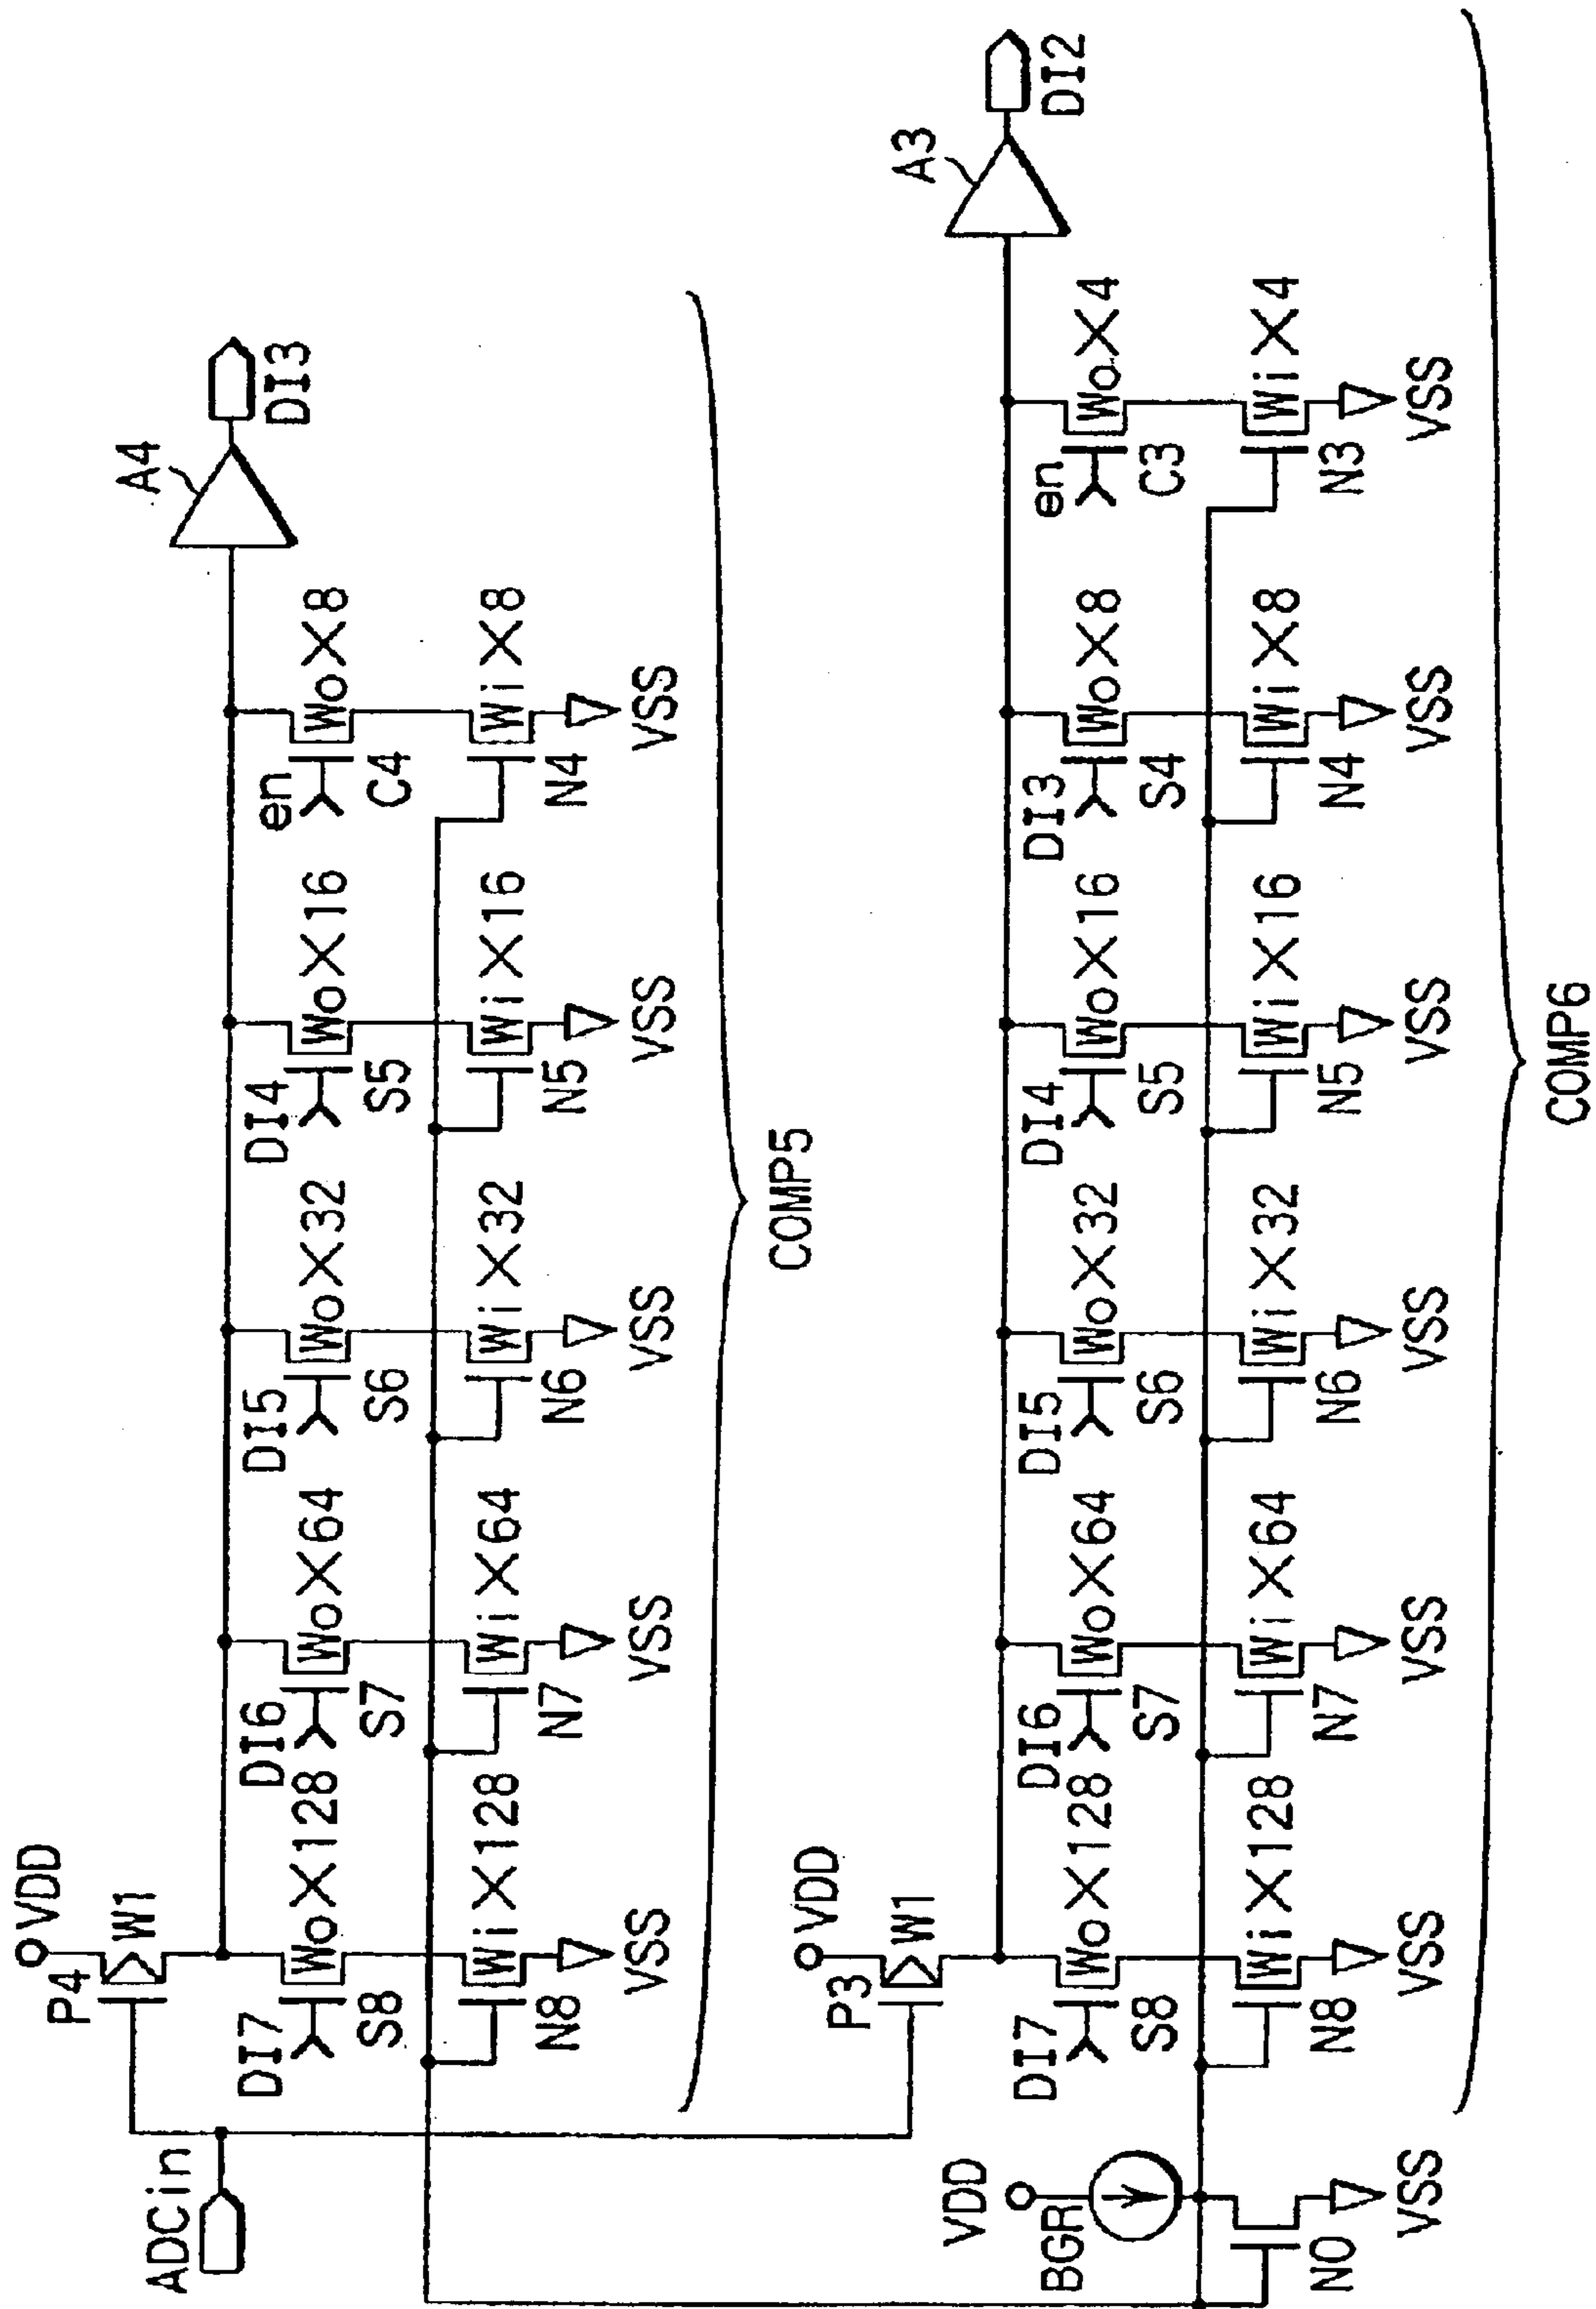 ADCin
VDD
P4
W1
A4
DI3
DI7
Wo×128
S8
DI6
Wo×64
S7
DI5
Wo×32
S6
DI4
Wo×16
S5
en
Wo×8
C4
Wi×128
N8
Wi×64
N7
Wi×32
N6
Wi×16
N5
Wi×8
N4
VSS
VSS
VSS
VSS
VSS
COMP5
VDD
P3
W1
A3
DI2
DI7
Wo×128
S8
DI6
Wo×64
S7
DI5
Wo×32
S6
DI4
Wo×16
S5
DI3
Wo×8
S4
en
Wo×4
C3
VDD
BGR
N0
VSS
Wi×128
N8
Wi×64
N7
Wi×32
N6
Wi×16
N5
Wi×8
N4
Wi×4
N3
VSS
VSS
VSS
VSS
VSS
VSS
COMP6